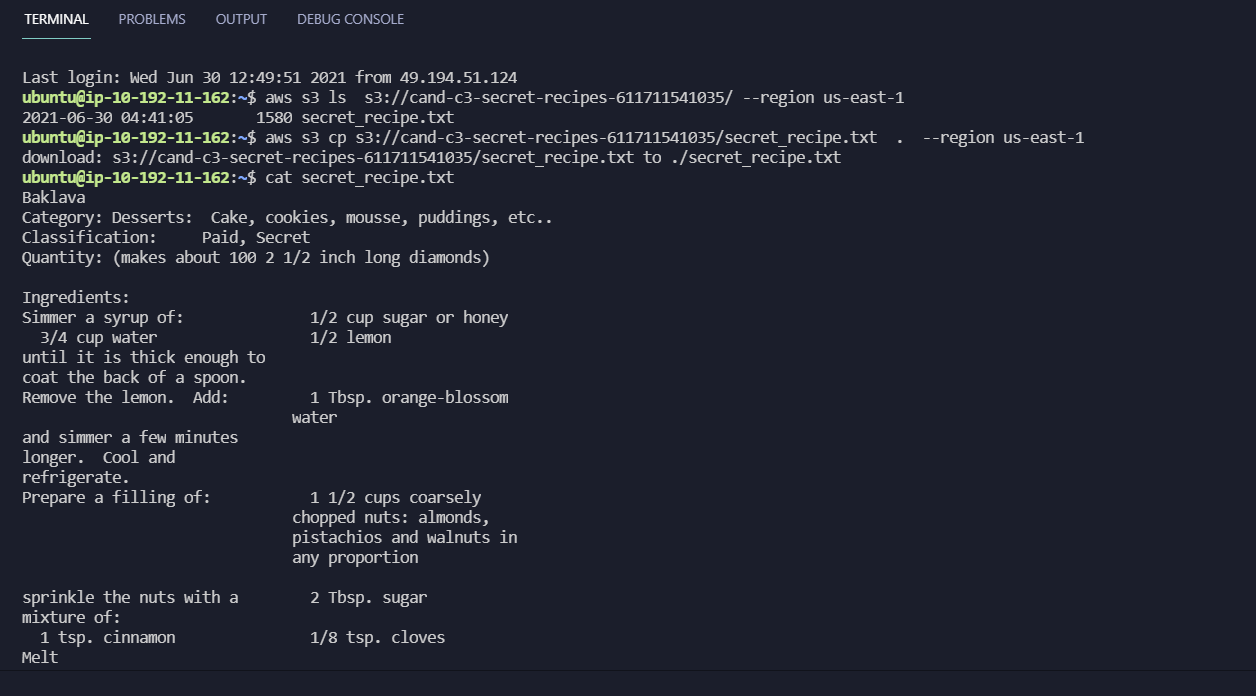 TERMINAL PROBLEMS OUTPUT DEBUG CONSOLE
Last login: Wed Jun 30 12:49:51 2021 from 49.194.51.124
ubuntu@ip-10-192-11-162:~$ aws s3 ls  s3://cand-c3-secret-recipes-611711541035/ --region us-east-1
2021-06-30 04:41:05       1580 secret_recipe.txt
ubuntu@ip-10-192-11-162:~$ aws s3 cp s3://cand-c3-secret-recipes-611711541035/secret_recipe.txt  .  --region us-east-1
download: s3://cand-c3-secret-recipes-611711541035/secret_recipe.txt to ./secret_recipe.txt
ubuntu@ip-10-192-11-162:~$ cat secret_recipe.txt
Baklava
Category: Desserts:  Cake, cookies, mousse, puddings, etc..
Classification:     Paid, Secret
Quantity: (makes about 100 2 1/2 inch long diamonds)
Ingredients:
Simmer a syrup of:              1/2 cup sugar or honey
  3/4 cup water                 1/2 lemon
until it is thick enough to
coat the back of a spoon.
Remove the lemon.  Add:         1 Tbsp. orange-blossom
                              water
and simmer a few minutes
longer.  Cool and
refrigerate.
Prepare a filling of:           1 1/2 cups coarsely
                              chopped nuts: almonds,
                              pistachios and walnuts in
                              any proportion
sprinkle the nuts with a        2 Tbsp. sugar
mixture of:
  1 tsp. cinnamon               1/8 tsp. cloves
Melt